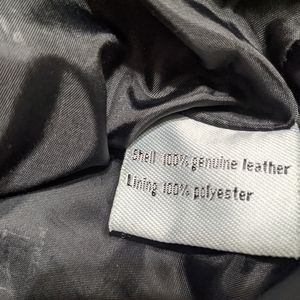 Shell 100% genuine leather
Lining 100% polyester